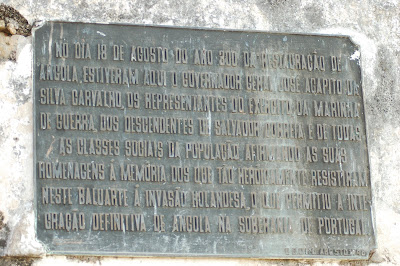 NO DIA 18 DE AGOSTO DO ANO 300 DA RESTAURAÇÃO DE
ANGOLA, ESTIVERAM AQUI O GOVERNADOR GERAL JOSÉ AGAPITO DA
SILVA CARVALHO, OS REPRESENTANTES DO EXÉRCITO, DA MARINHA
DE GUERRA, DOS DESCENDENTES DE SALVADOR CORREIA E DE TODAS
AS CLASSES SOCIAIS DA POPULAÇÃO, AFIRMANDO AS SUAS
HOMENAGENS À MEMÓRIA DOS QUE TÃO HEROICAMENTE RESISTIRAM
NESTE BALUARTE À INVASÃO HOLANDESA, O QUE PERMITIU A INTE
GRAÇÃO DEFINITIVA DE ANGOLA NA SOBERANIA DE PORTUGAL